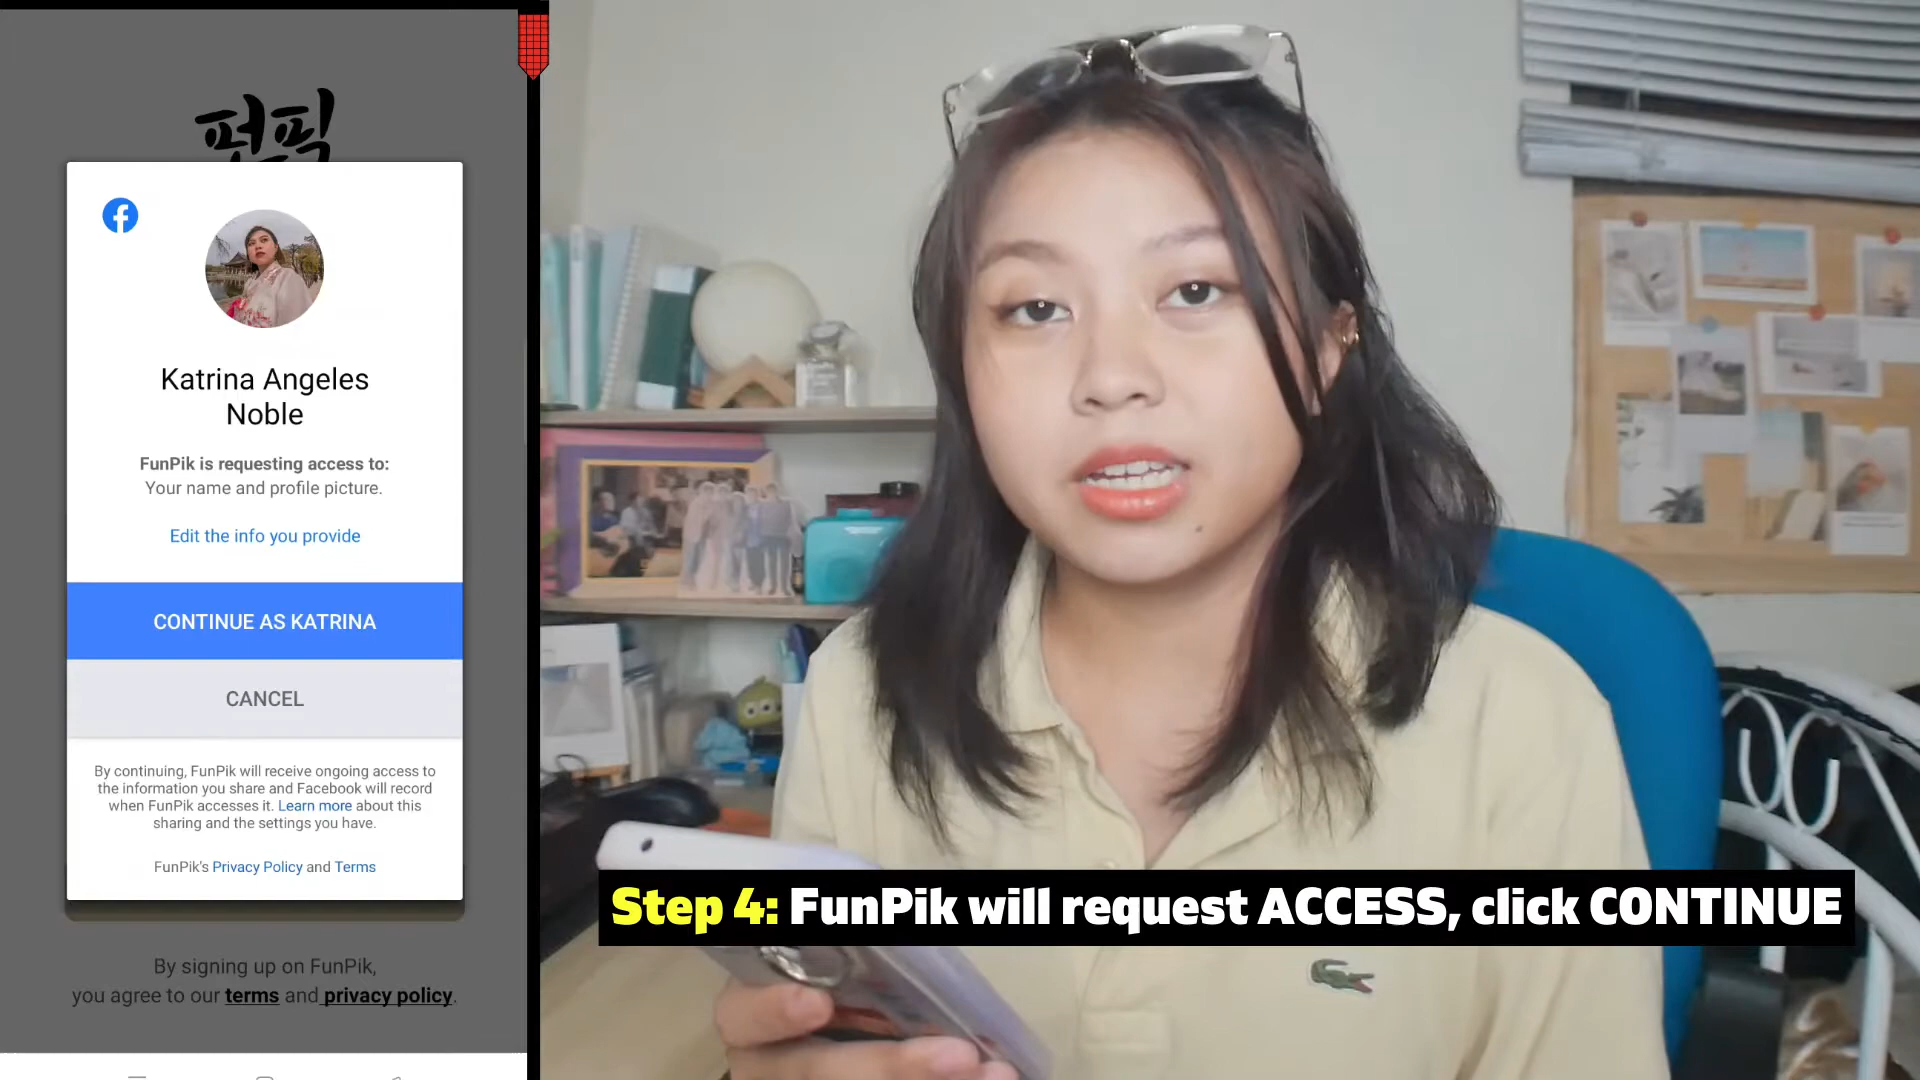 펀픽
Katrina Angeles
Noble
FunPik is requesting access to:
Your name and profile picture.
Edit the info you provide
CONTINUE AS KATRINA
CANCEL
By continuing, FunPik will receive ongoing access to
the information you share and Facebook will record
when FunPik accesses it. Learn more about this
sharing and the settings you have.
FunPik's Privacy Policy and Terms
By signing up on FunPik,
you agree to our terms and privacy policy.
Step 4: FunPik will request ACCESS, click CONTINUE